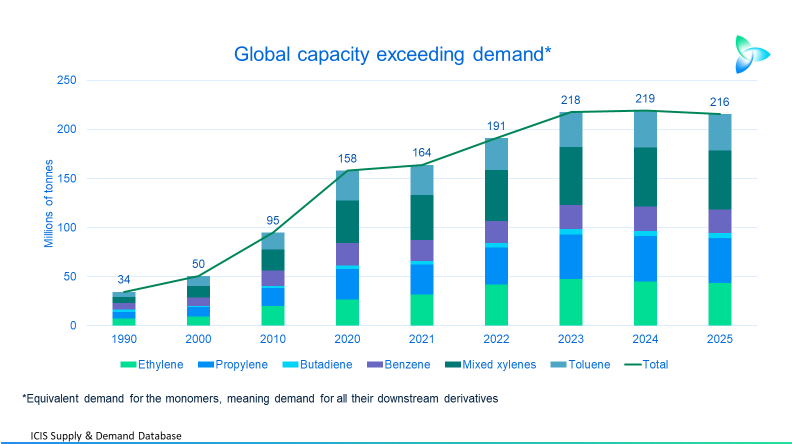 Global capacity exceeding demand*
250
200
150
100
50
0
Millions of tonnes
34
50
95
158
164
191
218
219
216
1990 2000 2010 2020 2021 2022 2023 2024 2025
Ethylene Propylene Butadiene Benzene Mixed xylenes Toluene Total
*Equivalent demand for the monomers, meaning demand for all their downstream derivatives
ICIS Supply & Demand Database